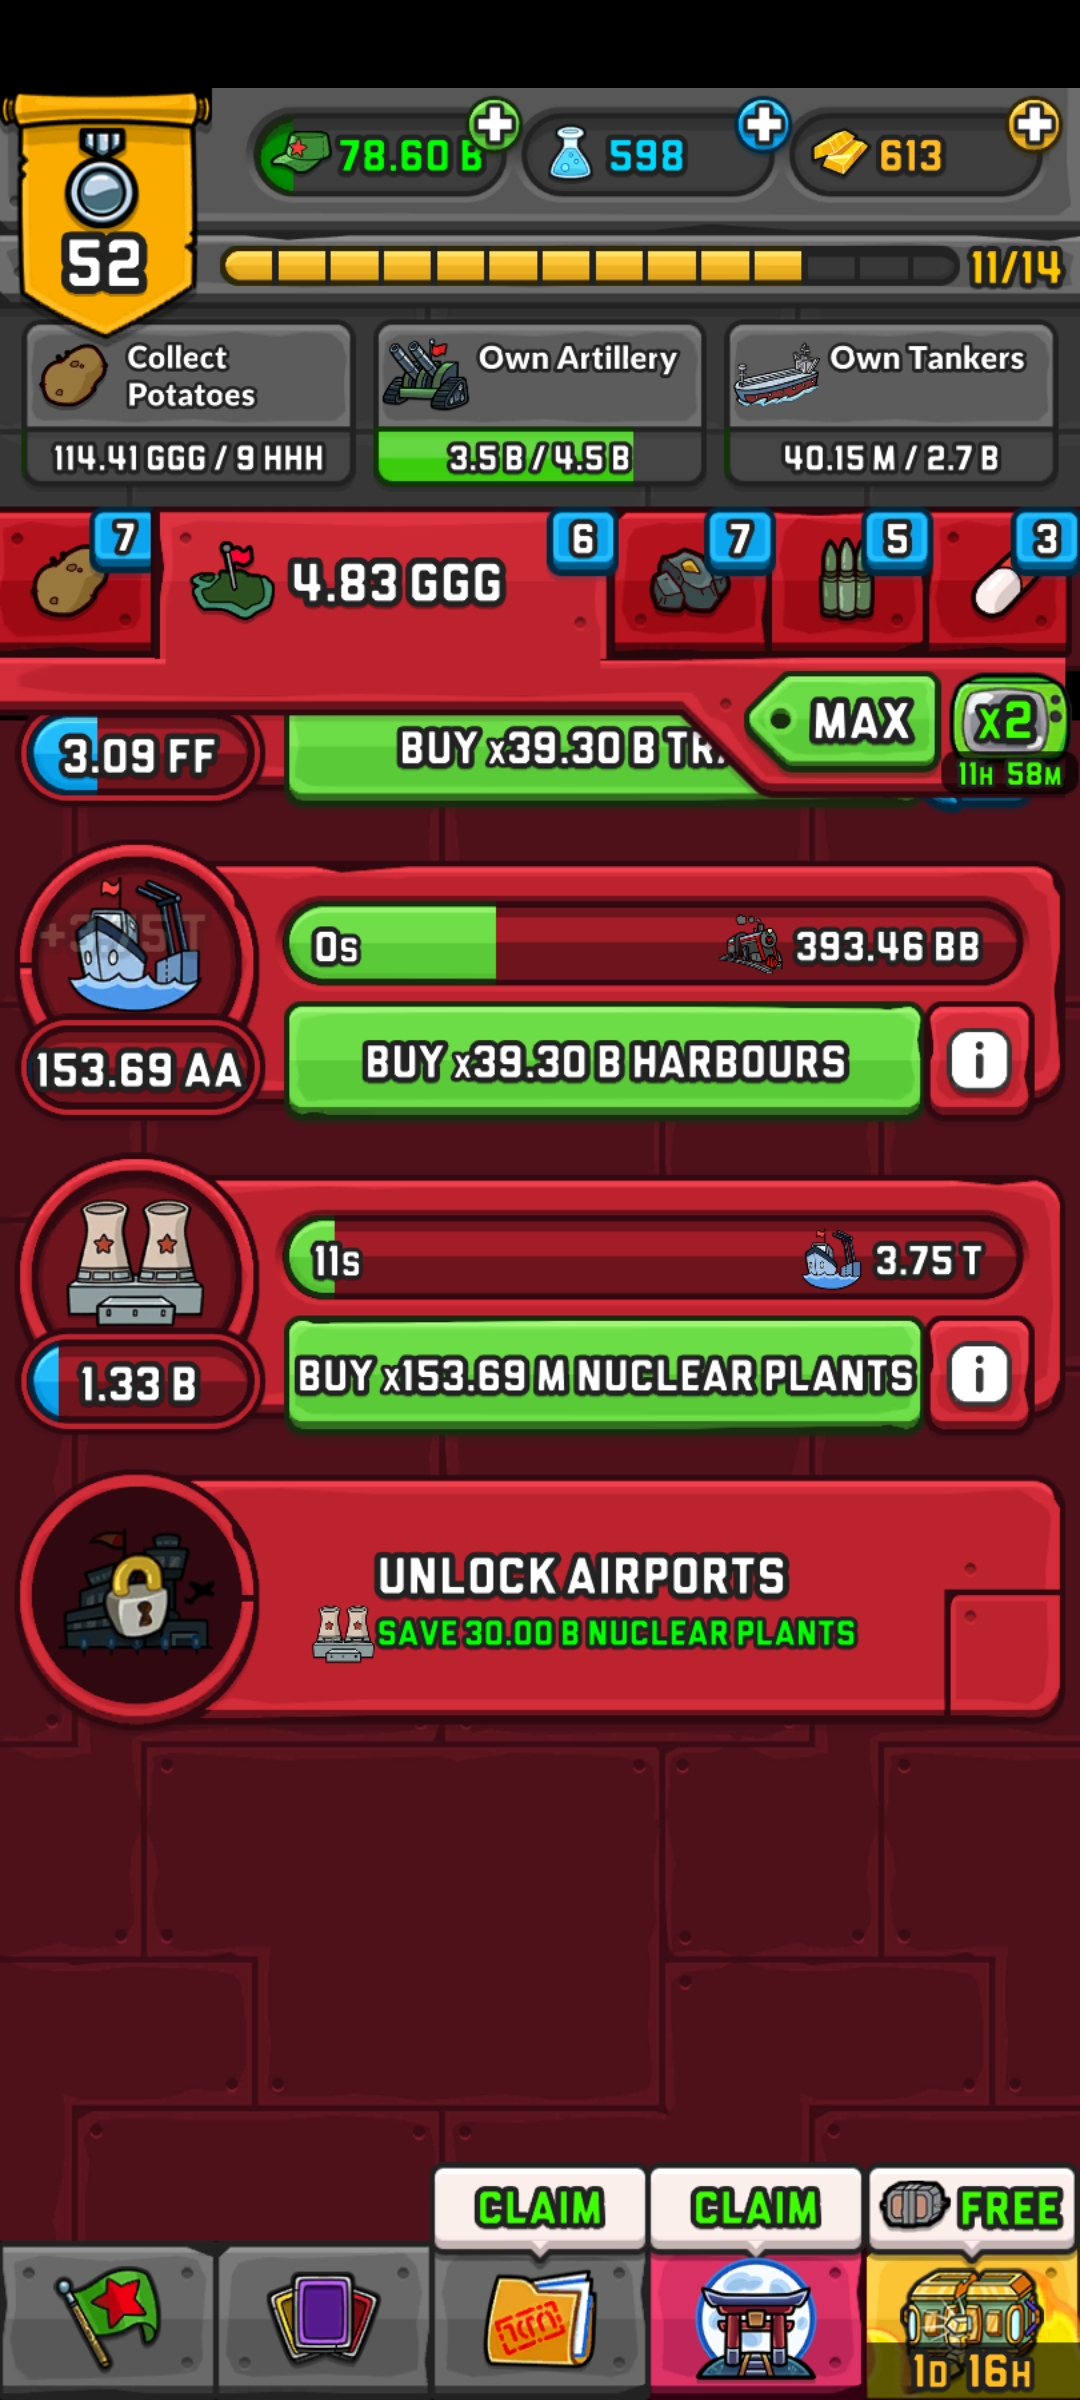 78.60 B
598
613
52
11/14
Collect
Potatoes
Own Artillery
Own Tankers
114.41 GGG / 9 HHH
3.5 B / 4.5 B
40.15 M / 2.7 B
7
4.83 GGG
6
7
5
3
MAX
x2
11H 58M
3.09 FF
BUY x39.30 B
0s
393.46 BB
153.69 AA
BUY x39.30 B HARBOURS
i
11s
3.75 T
1.33 B
BUY x153.69 M NUCLEAR PLANTS
i
UNLOCK AIRPORTS
SAVE 30.00 B NUCLEAR PLANTS
CLAIM
CLAIM
FREE
1D 16H